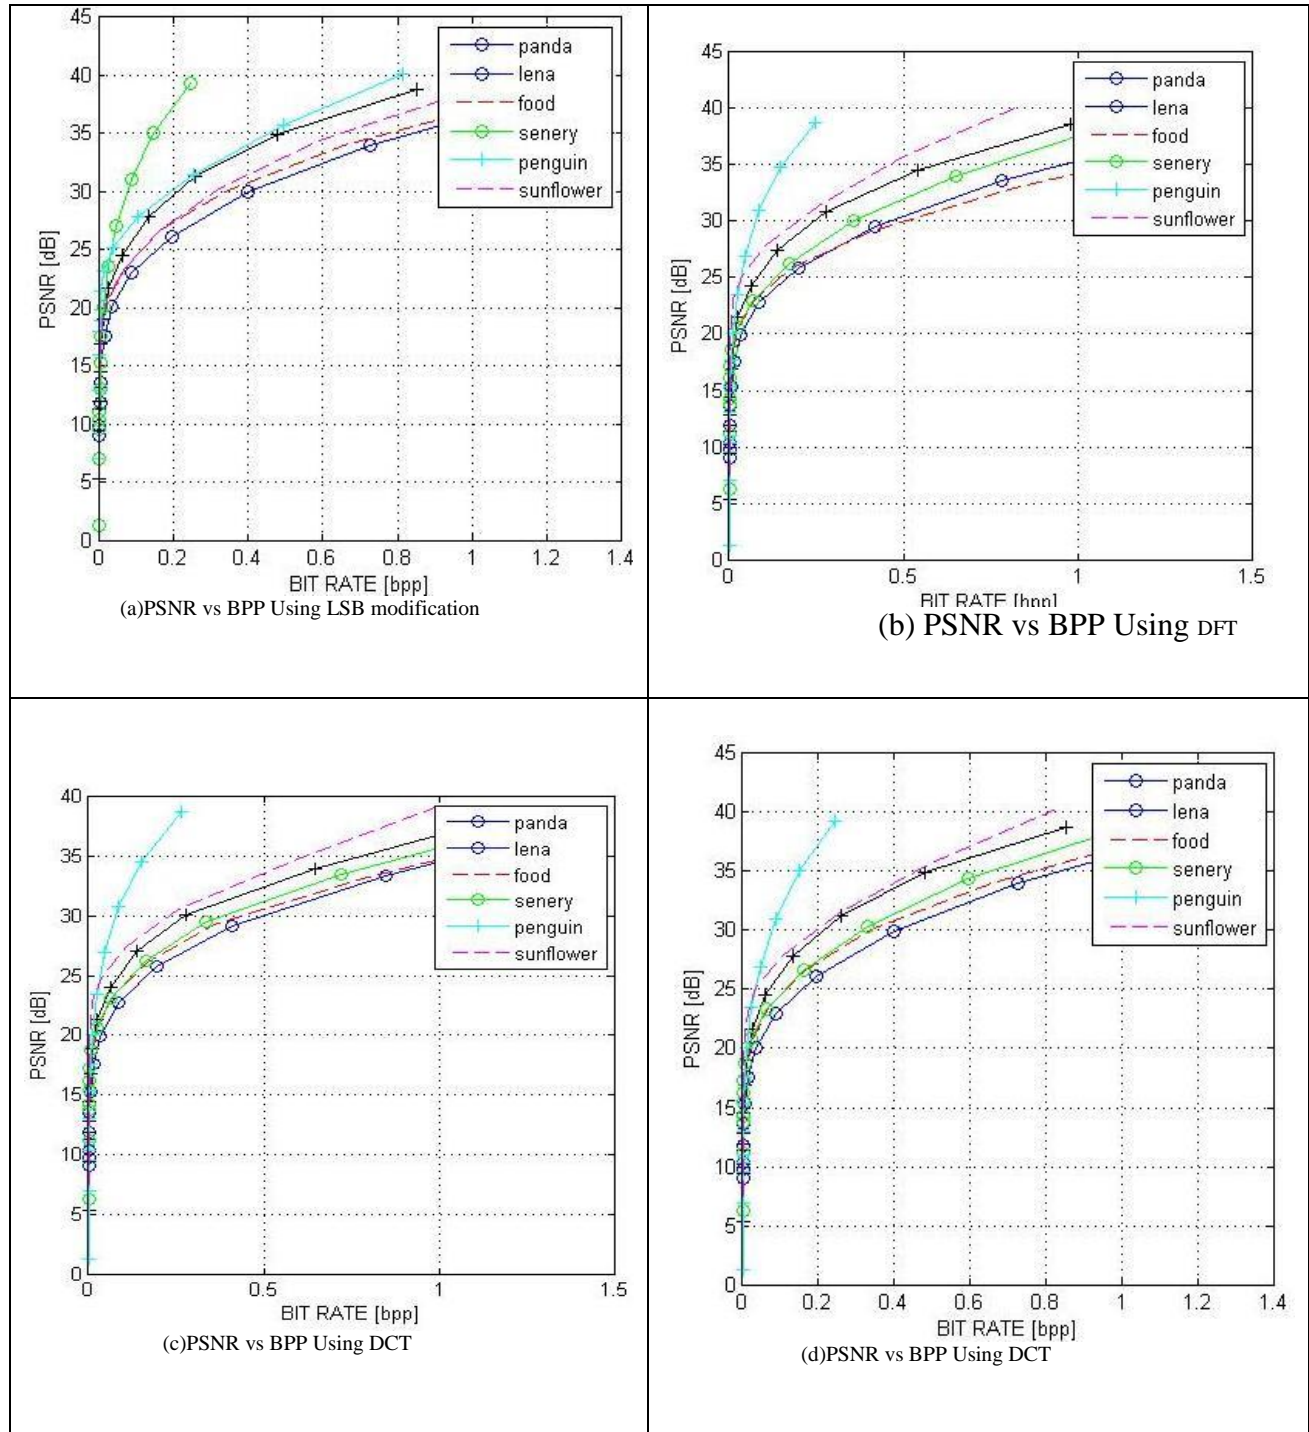 45
40
35
30
25
20
15
10
5
0
PSNR [dB]
panda
lena
food
senery
penguin
sunflower
0 0.2 0.4 0.6 0.8 1 1.2 1.4
BIT RATE [bpp]
(a)PSNR vs BPP Using LSB modification
45
40
35
30
25
20
15
10
5
0
PSNR [dB]
panda
lena
food
senery
penguin
sunflower
0 0.5 1 1.5
BIT RATE [bpp]
(b) PSNR vs BPP Using DFT
40
35
30
25
20
15
10
5
0
PSNR [dB]
panda
lena
food
senery
penguin
sunflower
0 0.5 1 1.5
BIT RATE [bpp]
(c)PSNR vs BPP Using DCT
45
40
35
30
25
20
15
10
5
0
PSNR [dB]
panda
lena
food
senery
penguin
sunflower
0 0.2 0.4 0.6 0.8 1 1.2 1.4
BIT RATE [bpp]
(d)PSNR vs BPP Using DCT